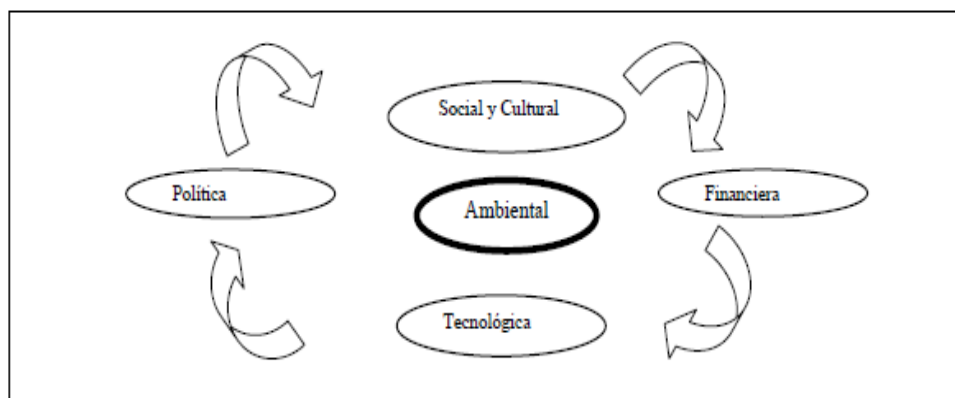 Social y Cultural
Política
Financiera
Ambiental
Tecnológica